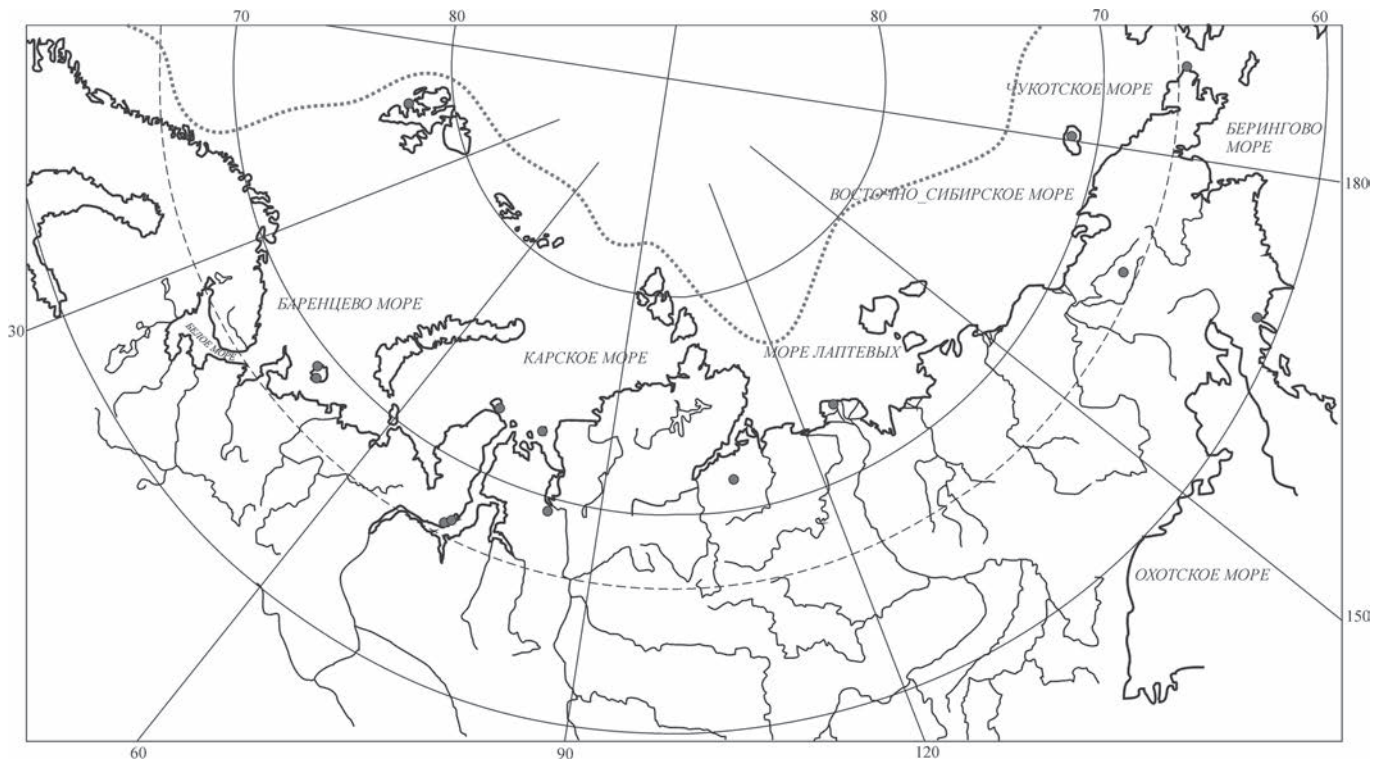 70
80
80
70
60
ЧУКОТСКОЕ МОРЕ
БЕРИНГОВО
МОРЕ
180
ВОСТОЧНО_СИБИРСКОЕ МОРЕ
БАРЕНЦЕВО МОРЕ
30
БЕЛОЕ МОРЕ
КАРСКОЕ МОРЕ
МОРЕ ЛАПТЕВЫХ
ОХОТСКОЕ МОРЕ
150
60
90
120